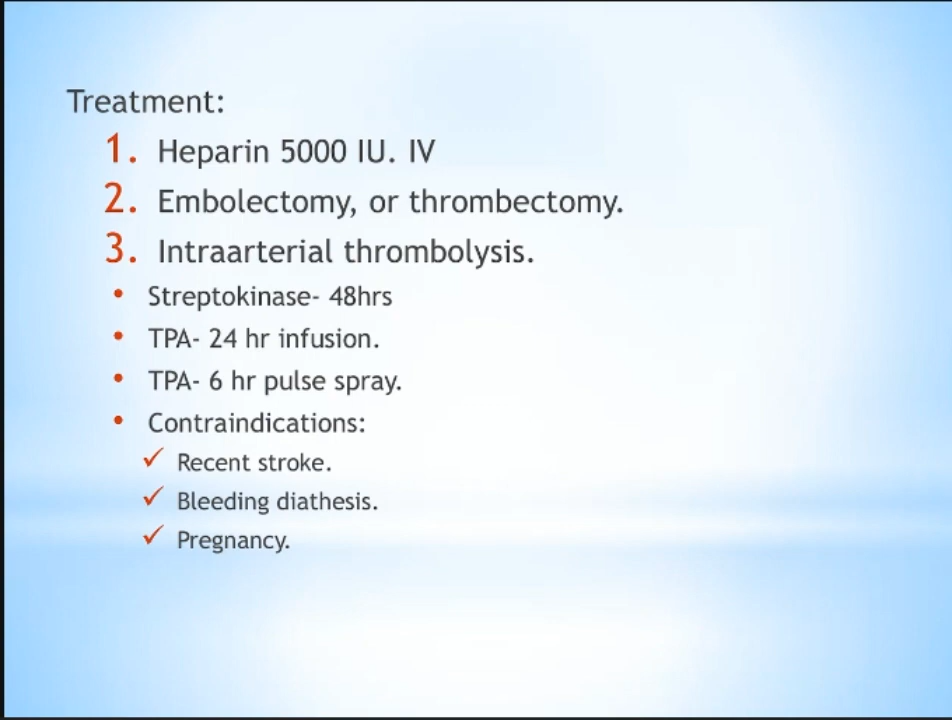 Treatment:
1. Heparin 5000 IU. IV
2. Embolectomy, or thrombectomy.
3. Intraarterial thrombolysis.
• Streptokinase- 48hrs
• TPA- 24 hr infusion.
• TPA- 6 hr pulse spray.
• Contraindications:
✓ Recent stroke.
✓ Bleeding diathesis.
✓ Pregnancy.